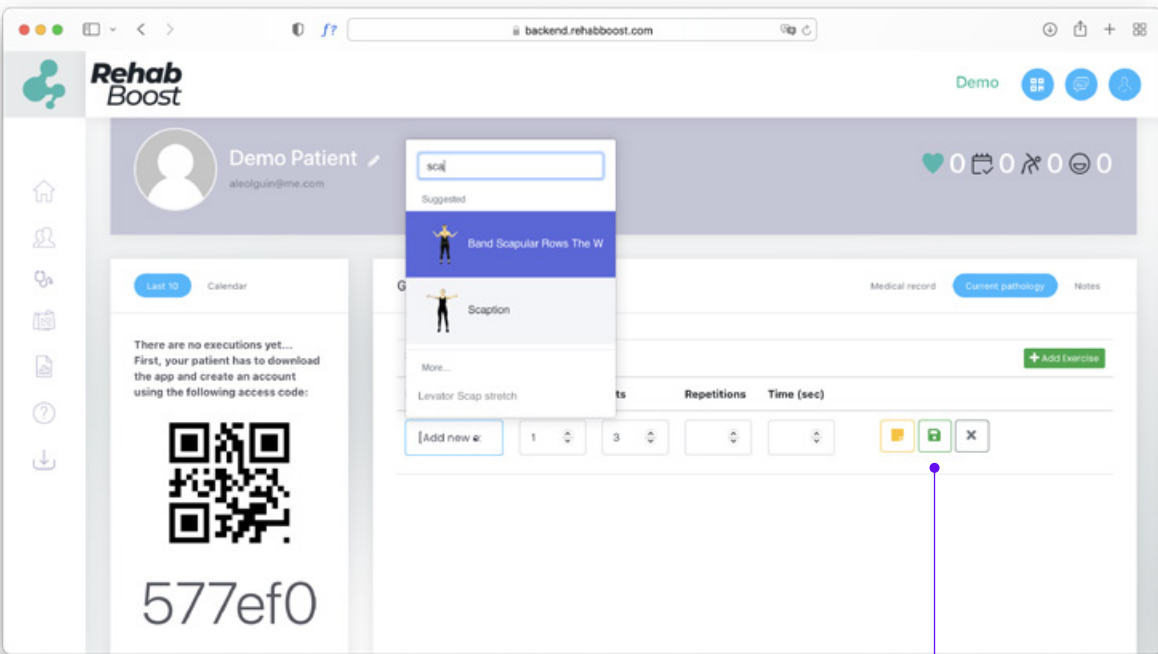 backend.rehabboost.com
Rehab
Boost
Demo
Demo Patient
aleolguin@me.com
0 0 0 0
sca
Suggested
Band Scapular Rows The W
Scaption
More...
Levator Scap stretch
Last 10 Calendar
G
Medical record Current pathology Notes
There are no executions yet...
First, your patient has to download
the app and create an account
using the following access code:
577ef0
+ Add Exercise
ts Repetitions Time (sec)
[Add new e: 1 3